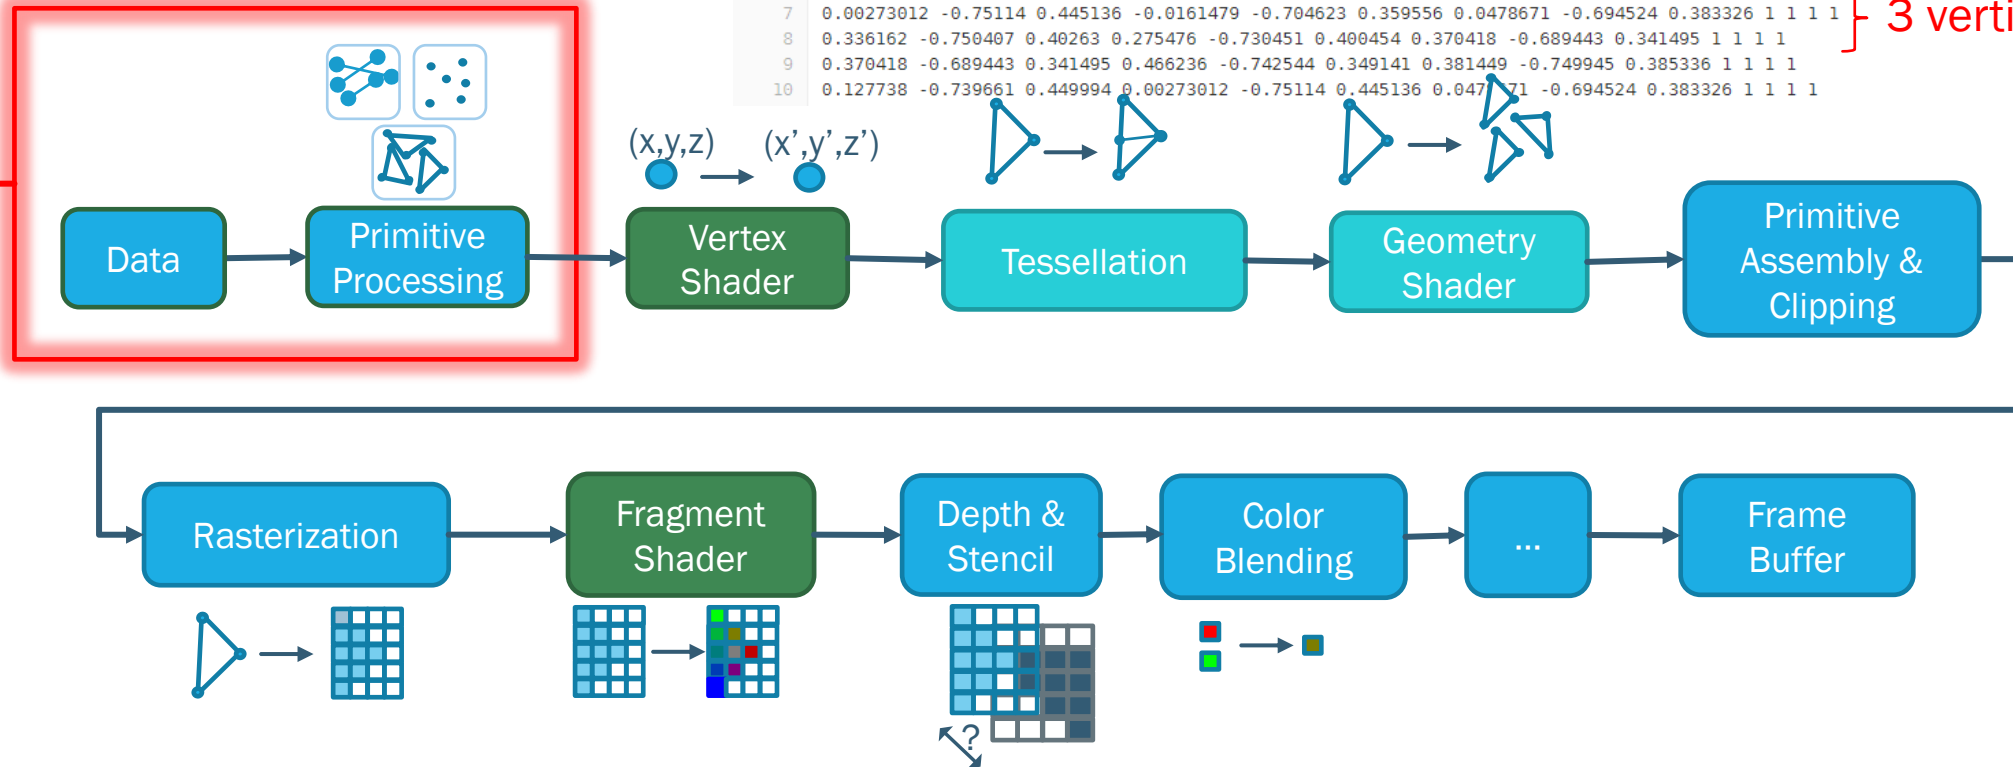 7 0.00273012 -0.75114 0.445136 -0.0161479 -0.704623 0.359556 0.0478671 -0.694524 0.383326 1 1 1 1
8 0.336162 -0.750407 0.40263 0.275476 -0.730451 0.400454 0.370418 -0.689443 0.341495 1 1 1 1
9 0.370418 -0.689443 0.341495 0.466236 -0.742544 0.349141 0.381449 -0.749945 0.385336 1 1 1 1
10 0.127738 -0.739661 0.449994 0.00273012 -0.75114 0.445136 -0.694524 0.383326 1 1 1 1
3
(x,y,z)
(x’,y’,z’)
Data
Primitive
Processing
Vertex
Shader
Tessellation
Geometry
Shader
Primitive
Assembly &
Clipping
Rasterization
Fragment
Shader
Depth &
Stencil
Color
Blending
...
Frame
Buffer
?